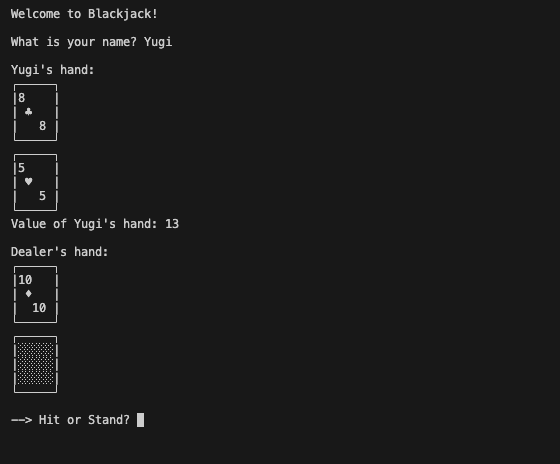 Welcome to Blackjack!
What is your name? Yugi
Yugi's hand:
8
♣
8
5
♥
5
Value of Yugi's hand: 13
Dealer's hand:
10
♦
10
--> Hit or Stand?